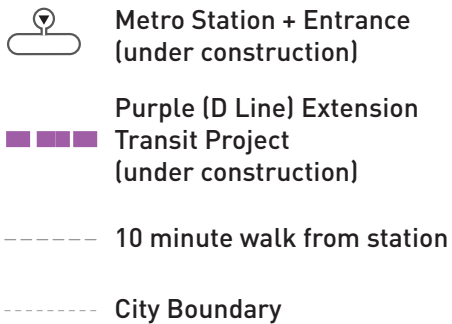 Metro Station + Entrance
(under construction)
Purple (D Line) Extension
Transit Project
(under construction)
10 minute walk from station
City Boundary